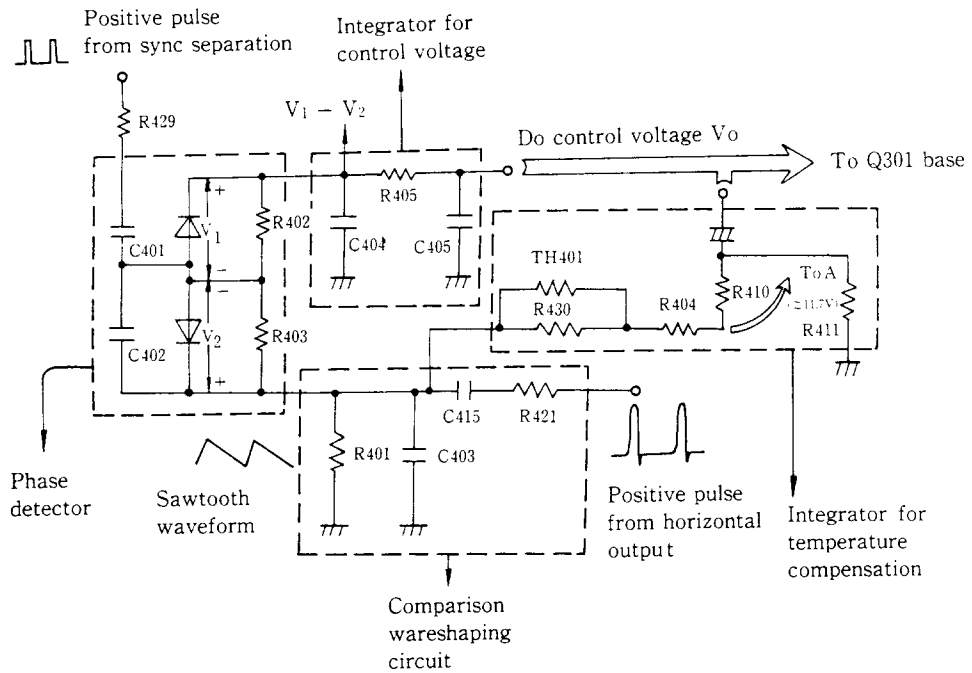 Positive pulse
from sync separation
Integrator for
control voltage
R429
V1 − V2
Do control voltage Vo
To Q301 base
+
V1
−
R402
R405
C404
C405
C401
−
V2
+
R403
C402
TH401
R430
R404
R410
To A
(≃11.7V)
R411
C415
R421
R401
C403
Phase
detector
Sawtooth
waveform
Positive pulse
from horizontal
output
Integrator for
temperature
compensation
Comparison
wareshaping
circuit